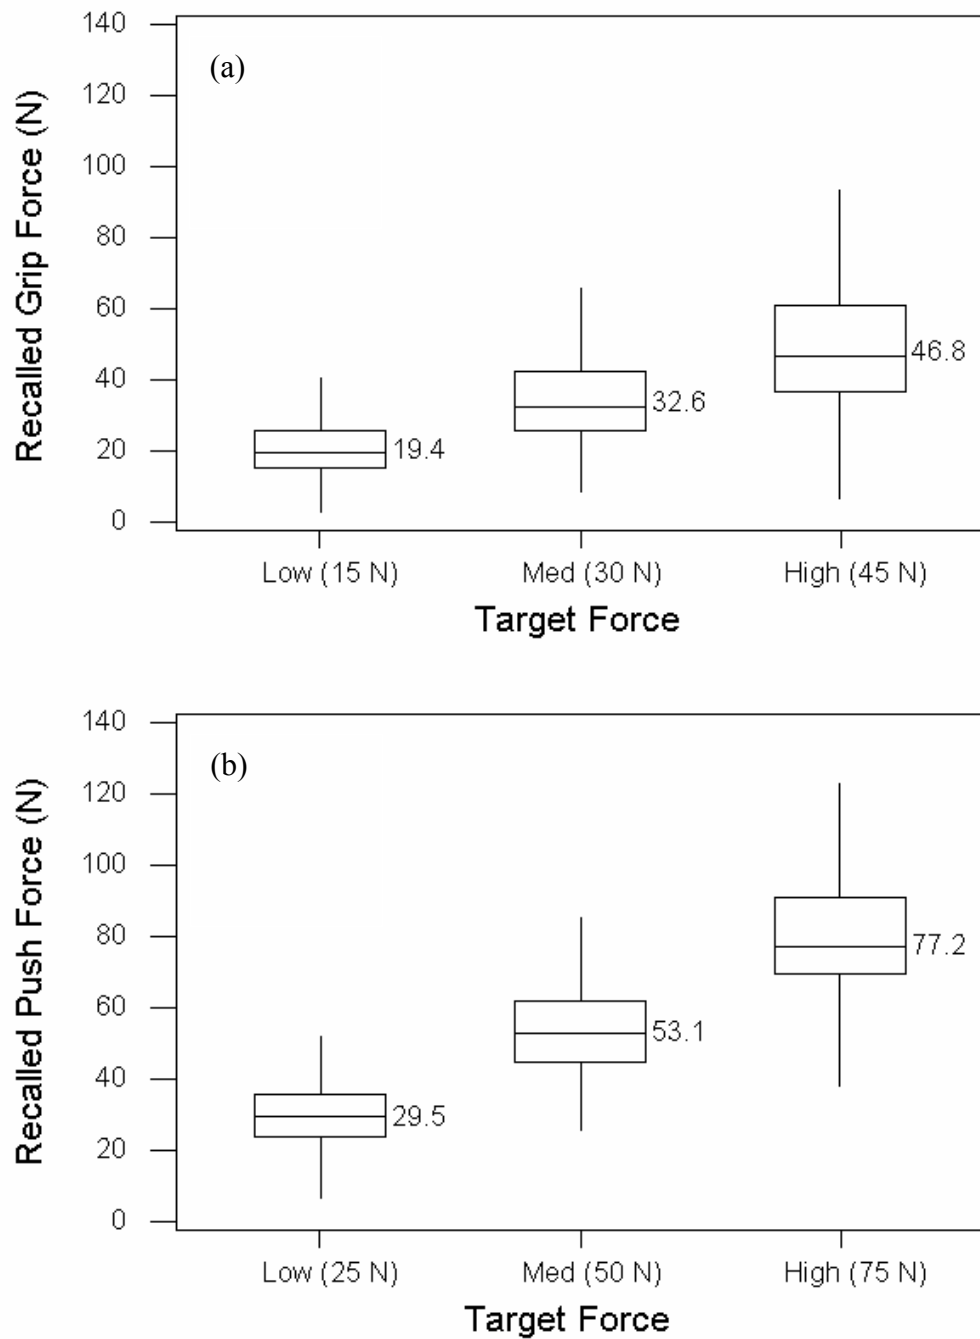 (a)
Recalled Grip Force (N)
140
120
100
80
60
40
20
0
19.4
32.6
46.8
Low (15 N) Med (30 N) High (45 N)
Target Force
(b)
Recalled Push Force (N)
140
120
100
80
60
40
20
0
29.5
53.1
77.2
Low (25 N) Med (50 N) High (75 N)
Target Force